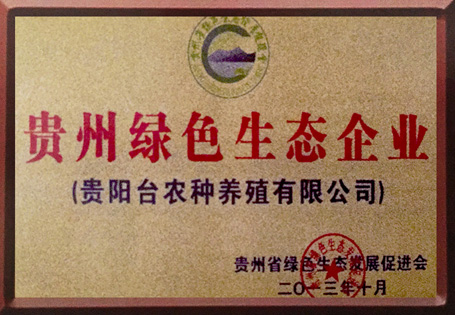 贵州绿色生态企业
(贵阳台农种养殖有限公司)
贵州省绿色生态发展促进会
二〇一三年十月